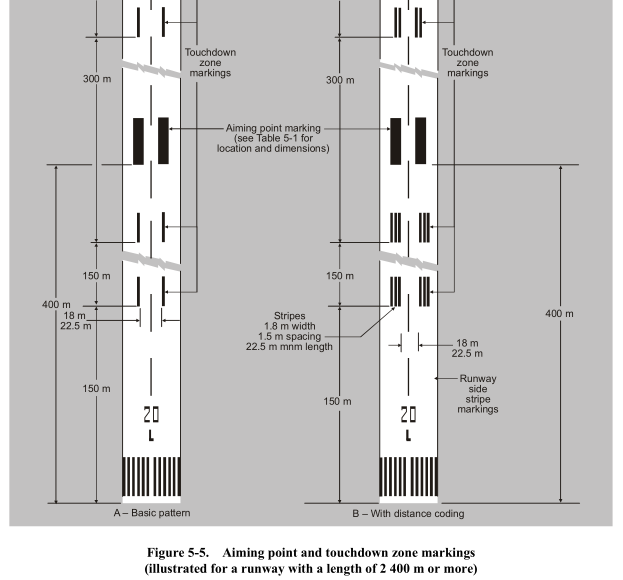 Touchdown
zone
markings
300 m
Touchdown
zone
markings
300 m
Aiming point marking
(see Table 5-1 for
location and dimensions)
150 m
400 m
18 m
22.5 m
150 m
20
L
A – Basic pattern
150 m
400 m
Stripes
1.8 m width
1.5 m spacing
22.5 m mnm length
18 m
22.5 m
Runway
side
stripe
markings
150 m
20
L
B – With distance coding
Figure 5-5. Aiming point and touchdown zone markings
(illustrated for a runway with a length of 2 400 m or more)